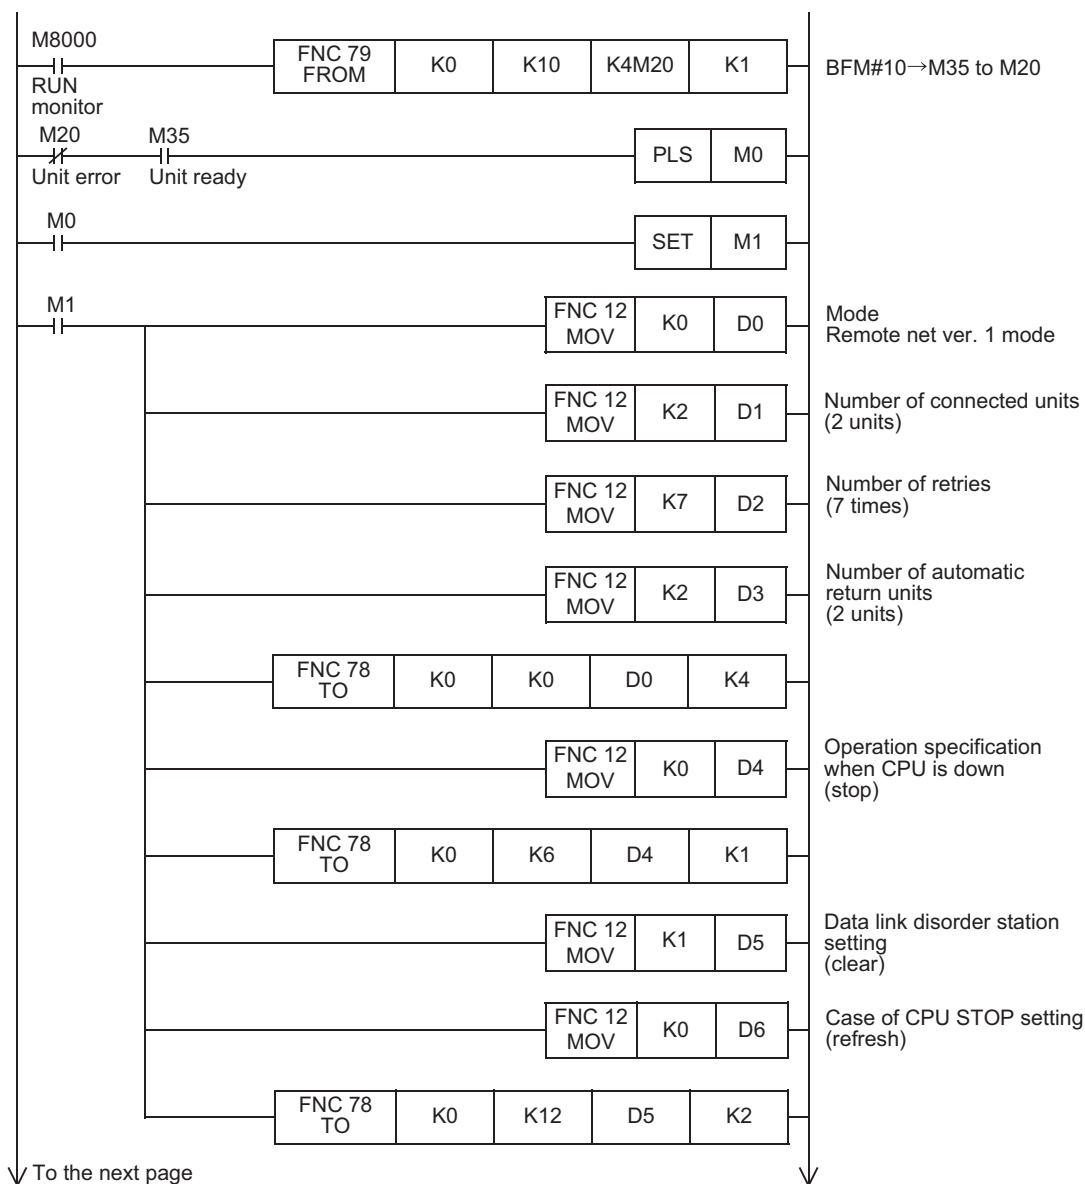 M8000
RUN
monitor
FNC 79
FROM
K0
K10
K4M20
K1
BFM#10→M35 to M20
M20
Unit error
M35
Unit ready
PLS
M0
M0
SET
M1
M1
FNC 12
MOV
K0
D0
Mode
Remote net ver. 1 mode
FNC 12
MOV
K2
D1
Number of connected units
(2 units)
FNC 12
MOV
K7
D2
Number of retries
(7 times)
FNC 12
MOV
K2
D3
Number of automatic
return units
(2 units)
FNC 78
TO
K0
K0
D0
K4
FNC 12
MOV
K0
D4
Operation specification
when CPU is down
(stop)
FNC 78
TO
K0
K6
D4
K1
FNC 12
MOV
K1
D5
Data link disorder station
setting
(clear)
FNC 12
MOV
K0
D6
Case of CPU STOP setting
(refresh)
FNC 78
TO
K0
K12
D5
K2
To the next page